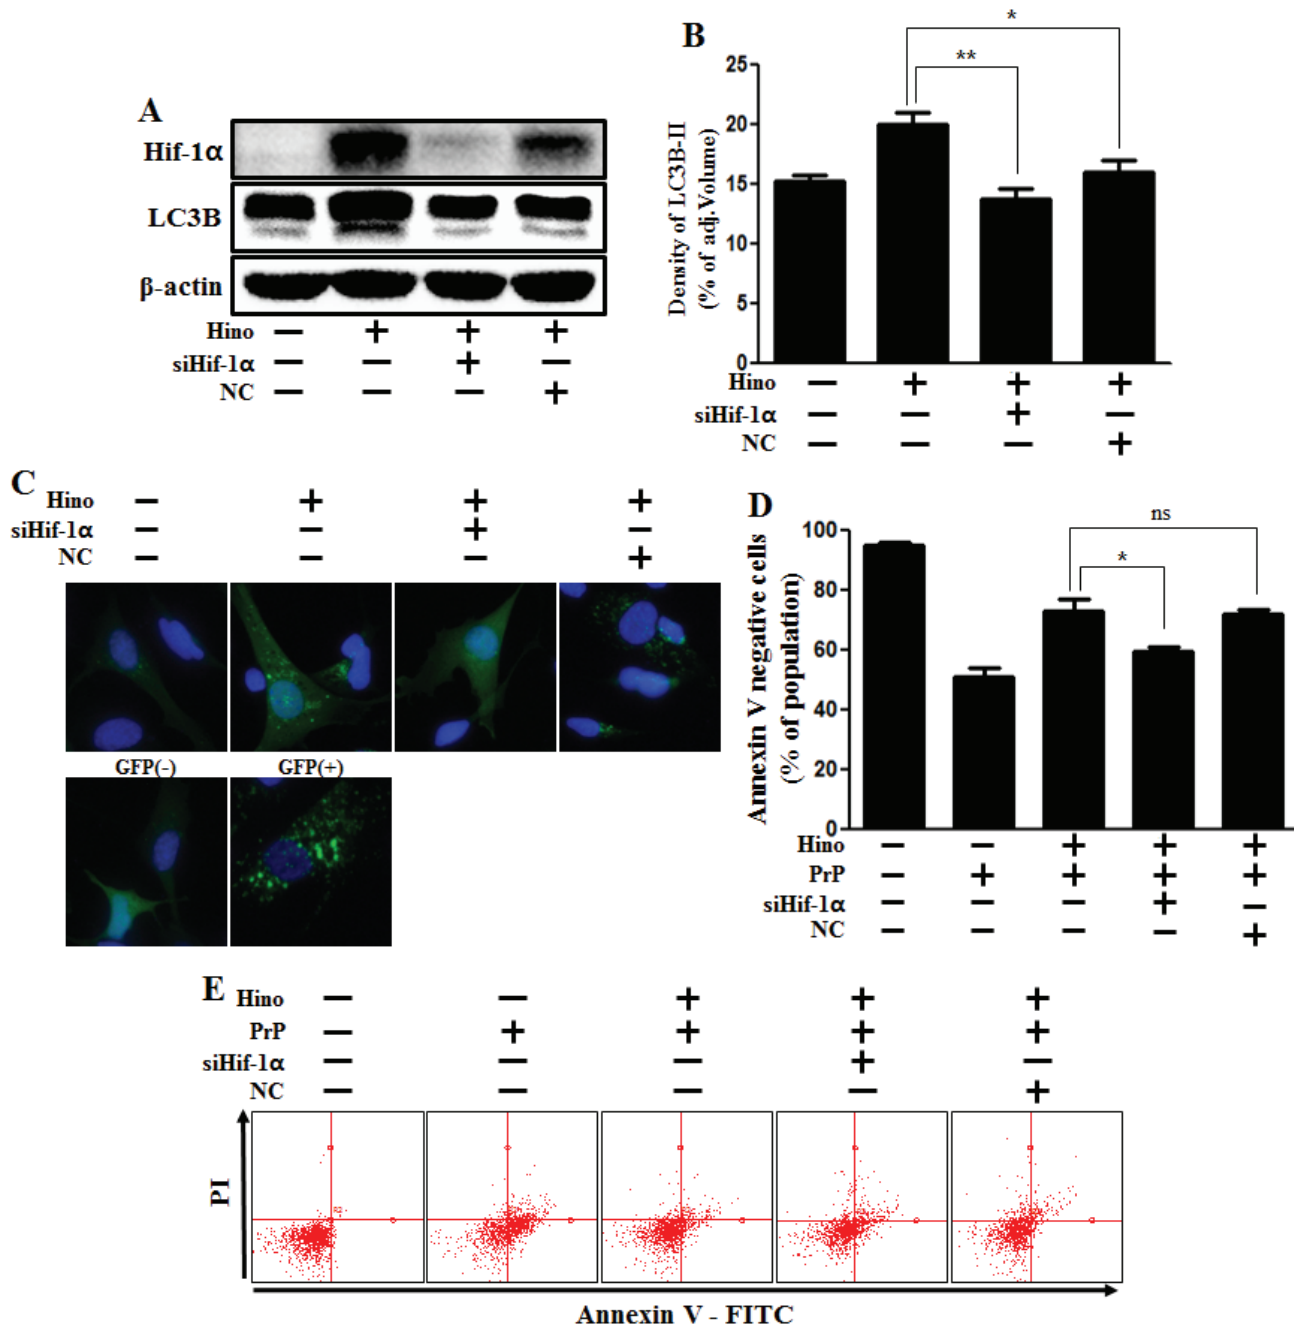 A
Hif-1α
LC3B
β-actin
Hino — + + +
siHif-1α — — + —
NC — — — +
B
* 
**
Density of LC3B-II
(% of adj.Volume)
25
20
15
10
5
0
Hino — + + +
siHif-1α — — + —
NC — — — +
C
Hino — + + +
siHif-1α — — + —
NC — — — +
GFP(-) GFP(+)
D
ns
*
Annexin V negative cells
(% of population)
100
80
60
40
20
0
Hino — — + + +
PrP — + + + +
siHif-1α — — — + —
NC — — — — +
E
Hino — — + + +
PrP — + + + +
siHif-1α — — — + —
NC — — — — +
PI
Annexin V - FITC